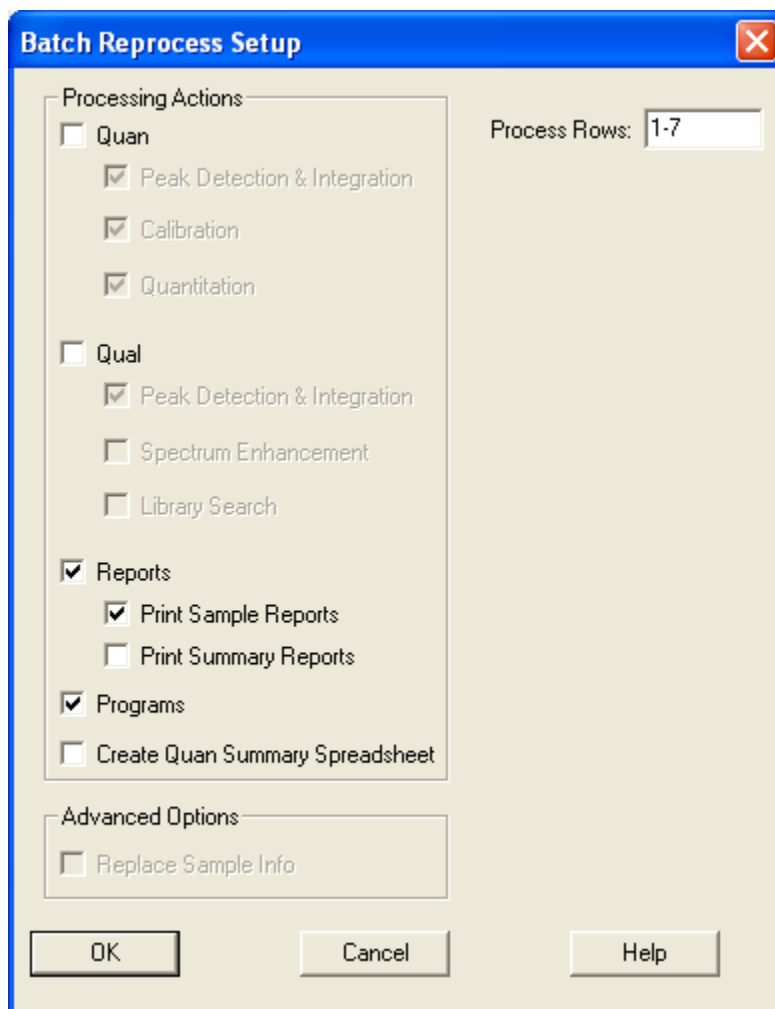 Batch Reprocess Setup
Processing Actions
Process Rows: 1-7
Quan
Peak Detection & Integration
Calibration
Quantitation
Qual
Peak Detection & Integration
Spectrum Enhancement
Library Search
Reports
Print Sample Reports
Print Summary Reports
Programs
Create Quan Summary Spreadsheet
Advanced Options
Replace Sample Info
OK Cancel Help